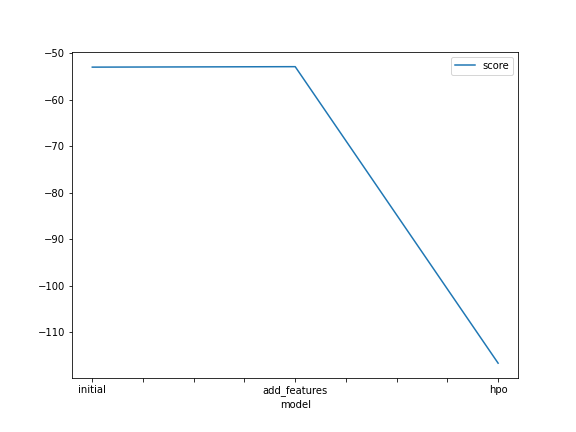 −50
score
−60
−70
−80
−90
−100
−110
initial
add_features
hpo
model